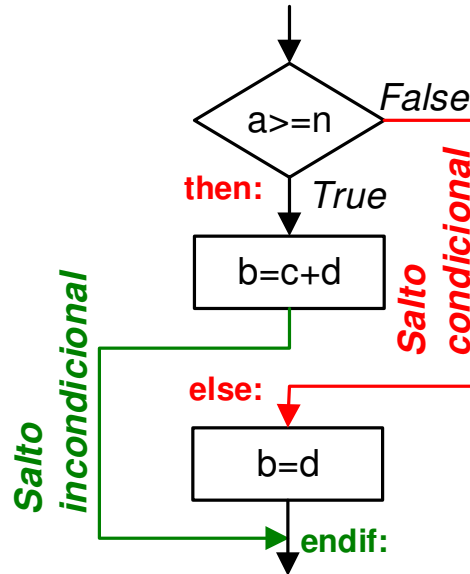 a>=n
False
then:
True
b=c+d
Salto
condicional
Salto
incondicional
else:
b=d
endif: